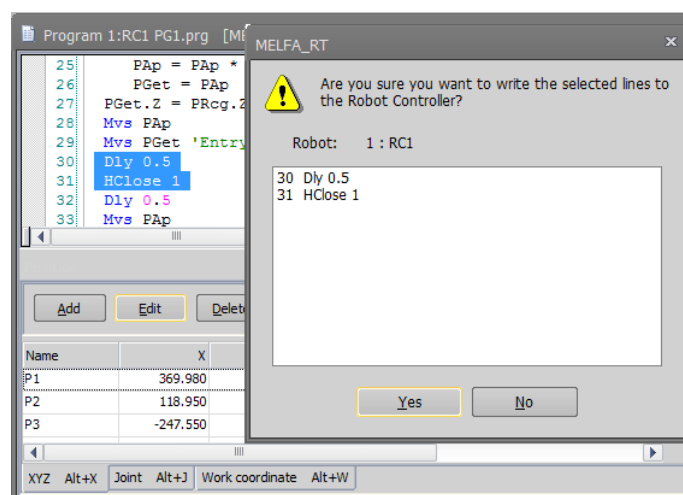 Program 1:RC1 PG1.prg
25 PAp = PAp *
26 PGet = PAp
27 PGet.Z = PRcg.Z
28 Mvs PAp
29 Mvs PGet 'Entry
30 Dly 0.5
31 HClose 1
32 Dly 0.5
33 Mvs PAp
Add Edit
Name X
P1 369.980
P2 118.950
P3 -247.550
XYZ Alt+X Joint Alt+J Work coordinate Alt+W
MELFA_RT x
Are you sure you want to write the selected lines to
the Robot Controller?
Robot: 1 : RC1
30 Dly 0.5
31 HClose 1
Yes No